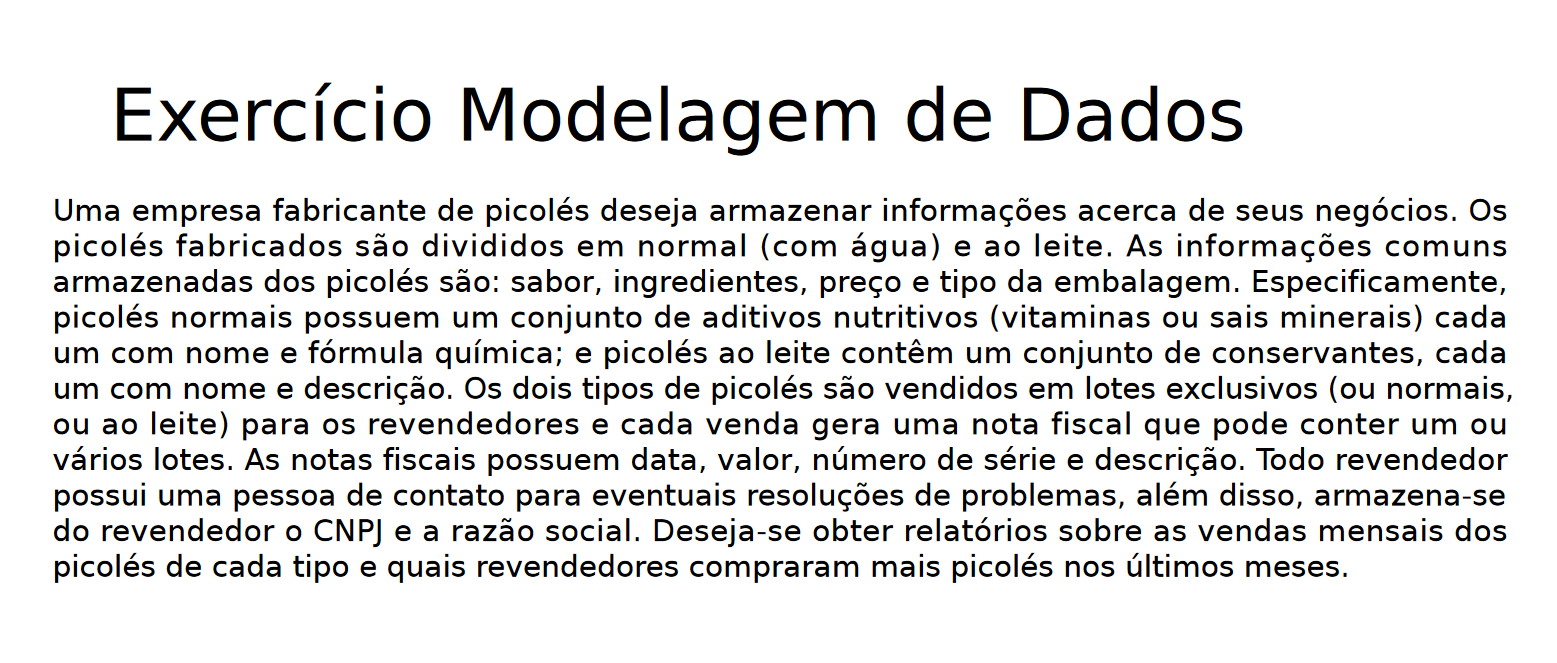 Exercício Modelagem de Dados
Uma empresa fabricante de picolés deseja armazenar informações acerca de seus negócios. Os
picolés fabricados são divididos em normal (com água) e ao leite. As informações comuns
armazenadas dos picolés são: sabor, ingredientes, preço e tipo da embalagem. Especificamente,
picolés normais possuem um conjunto de aditivos nutritivos (vitaminas ou sais minerais) cada
um com nome e fórmula química; e picolés ao leite contêm um conjunto de conservantes, cada
um com nome e descrição. Os dois tipos de picolés são vendidos em lotes exclusivos (ou normais,
ou ao leite) para os revendedores e cada venda gera uma nota fiscal que pode conter um ou
vários lotes. As notas fiscais possuem data, valor, número de série e descrição. Todo revendedor
possui uma pessoa de contato para eventuais resoluções de problemas, além disso, armazena-se
do revendedor o CNPJ e a razão social. Deseja-se obter relatórios sobre as vendas mensais dos
picolés de cada tipo e quais revendedores compraram mais picolés nos últimos meses.